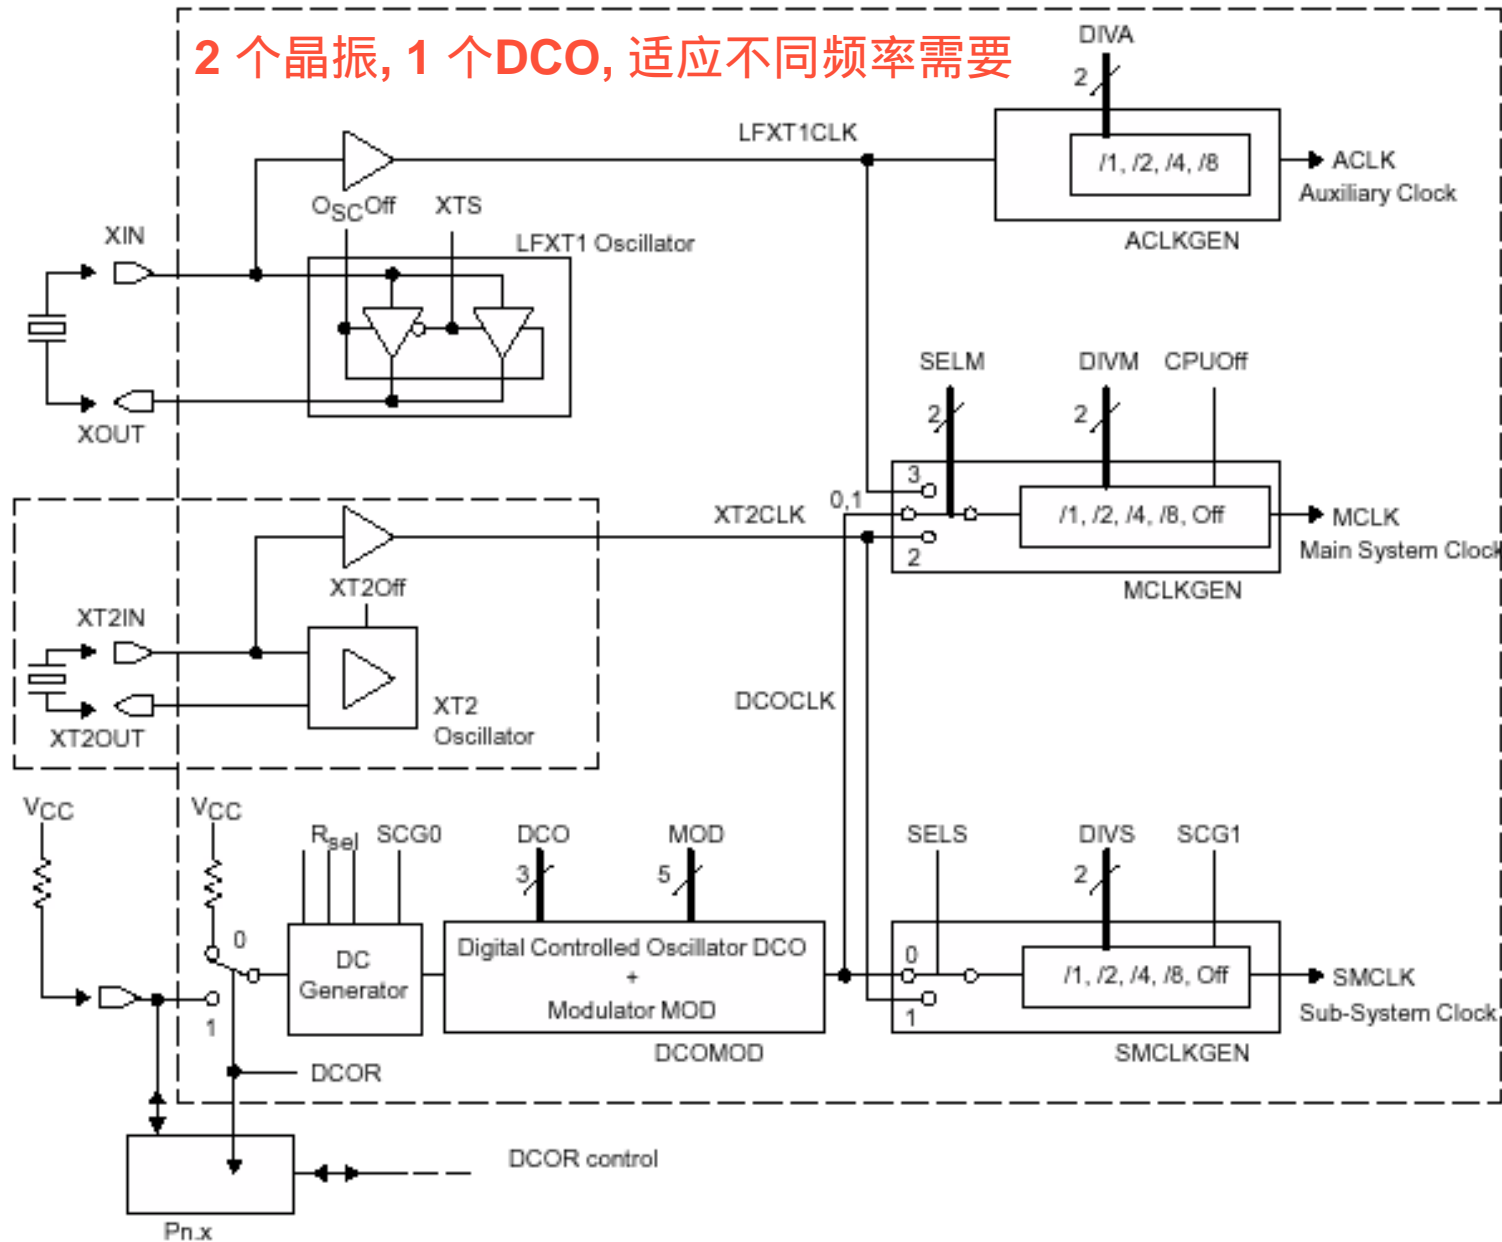 2 个晶振, 1 个DCO, 适应不同频率需要
DIVA
2
LFXT1CLK
/1, /2, /4, /8
ACLK
Auxiliary Clock
ACLKGEN
OSCOff
XTS
LFXT1 Oscillator
XIN
XOUT
SELM
DIVM
CPUOff
2
2
3
0,1
2
/1, /2, /4, /8, Off
MCLK
Main System Clock
MCLKGEN
XT2CLK
XT2Off
XT2IN
XT2OUT
XT2
Oscillator
DCOCLK
VCC
VCC
Rsel
SCG0
DCO
MOD
3
5
SELS
DIVS
SCG1
2
0
1
DC
Generator
Digital Controlled Oscillator DCO
+
Modulator MOD
DCOMOD
0
1
/1, /2, /4, /8, Off
SMCLK
Sub-System Clock
SMCLKGEN
DCOR
DCOR control
Pn.x